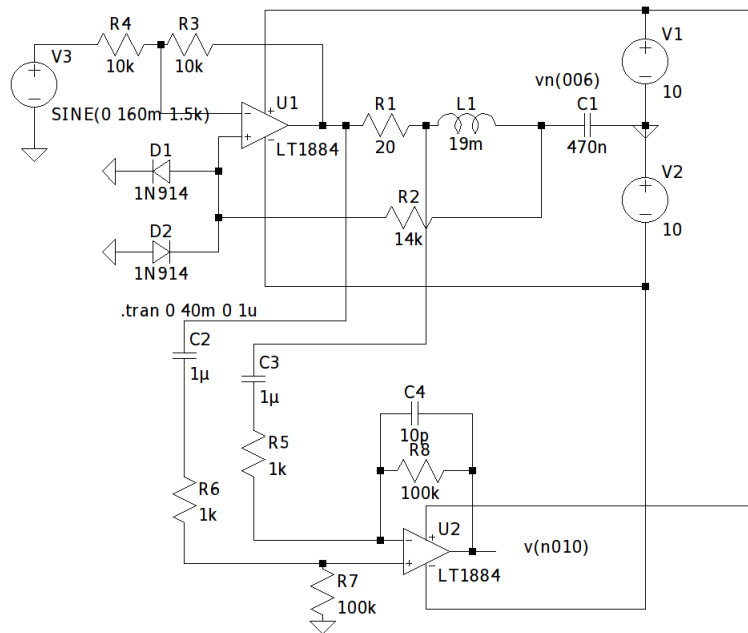 R4
10k
R3
10k
V3
SINE(0 160m 1.5k)
U1
LT1884
R1
20
L1
19m
vn(006)
C1
470n
V1
10
V2
10
D1
1N914
D2
1N914
R2
14k
.tran 0 40m 0 1u
C2
1µ
C3
1µ
R5
1k
R6
1k
C4
10p
R8
100k
U2
LT1884
v(n010)
R7
100k